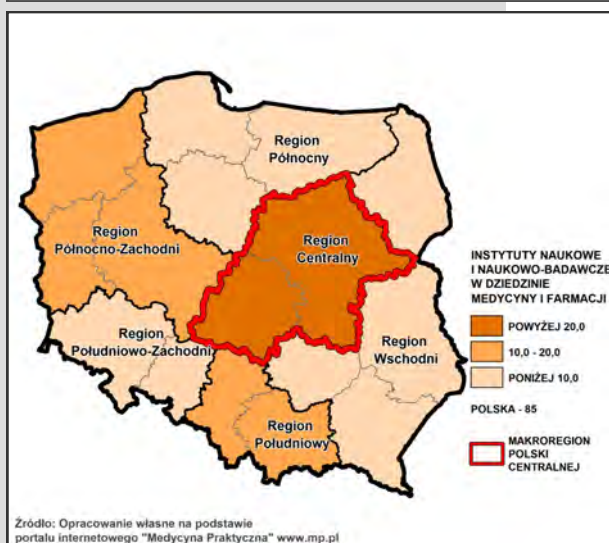 Region
Północny
Region
Północno-Zachodni
Region
Centralny
Region
Południowo-Zachodni
Region
Wschodni
Region
Południowy
INSTYTUTY NAUKOWE
I NAUKOWO-BADAWCZE
W DZIEDZINIE
MEDYCYNY I FARMACJI
POWYŻEJ 20,0
10,0 - 20,0
PONIŻEJ 10,0
POLSKA - 85
MAKROREGION
POLSKI
CENTRALNEJ
Źródło: Opracowanie własne na podstawie
portalu internetowego "Medycyna Praktyczna" www.mp.pl